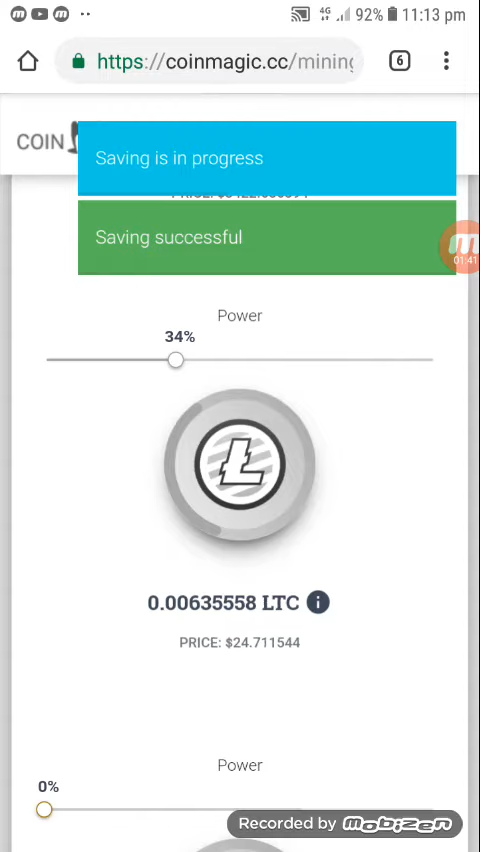 4G 92% 11:13 pm
https://coinmagic.cc/mining
6
COIN
Saving is in progress
Saving successful
01:41
Power
34%
0.00635558 LTC
PRICE: $24.711544
Power
0%
Recorded by mobizen